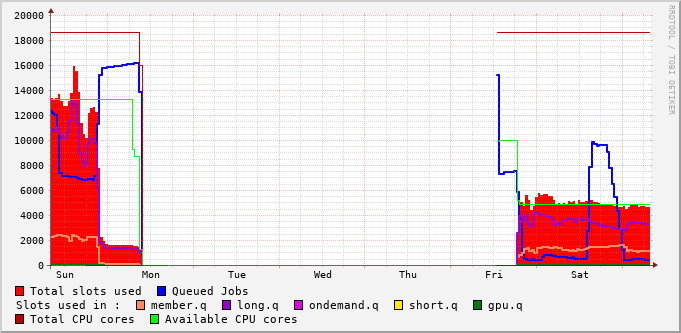 20000
18000
16000
14000
12000
10000
8000
6000
4000
2000
0
Sun Mon Tue Wed Thu Fri Sat
Total slots used Queued Jobs
Slots used in : member.q long.q ondemand.q short.q gpu.q
Total CPU cores Available CPU cores
RRDTOOL / TOBI OETIKER